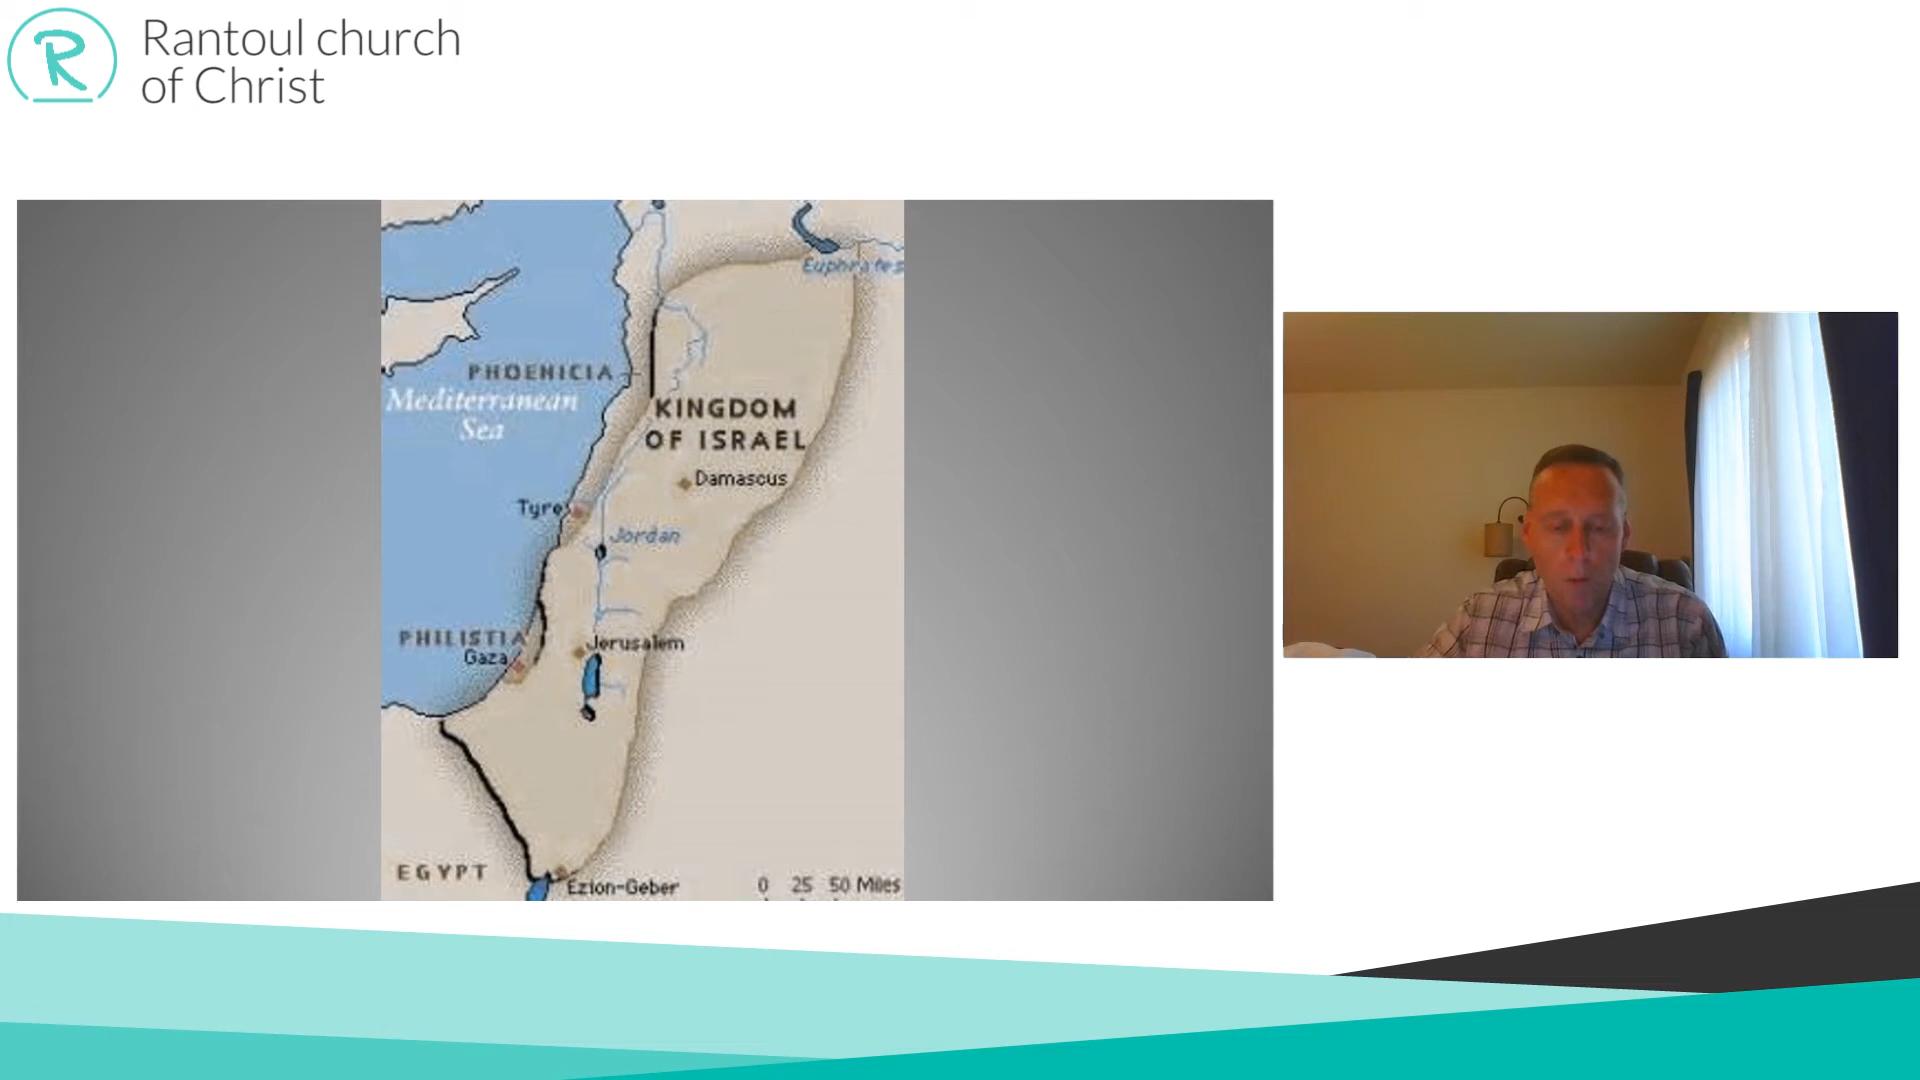 Rantoul church
of Christ
Euphrates
PHOENICIA
Mediterranean
Sea
KINGDOM
OF ISRAEL
Damascus
Tyre
Jordan
PHILISTIA
Gaza
Jerusalem
EGYPT
Ezion-Geber
0 25 50 Miles